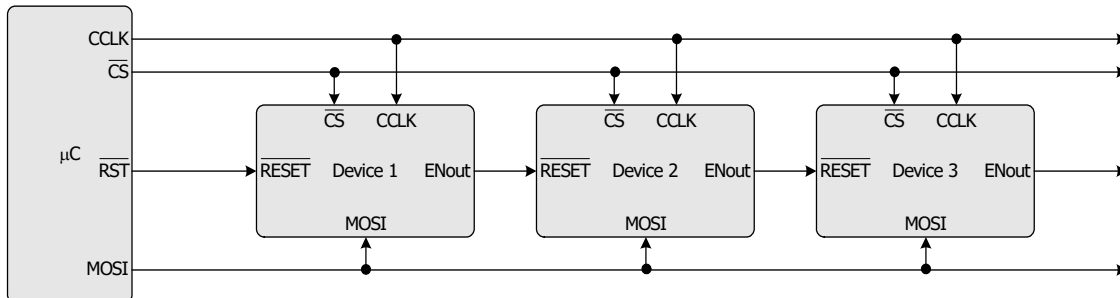 CCLK
CS
CS CCLK CS CCLK CS CCLK
μC
RST RESET Device 1 ENout RESET Device 2 ENout RESET Device 3 ENout
MOSI MOSI MOSI
MOSI